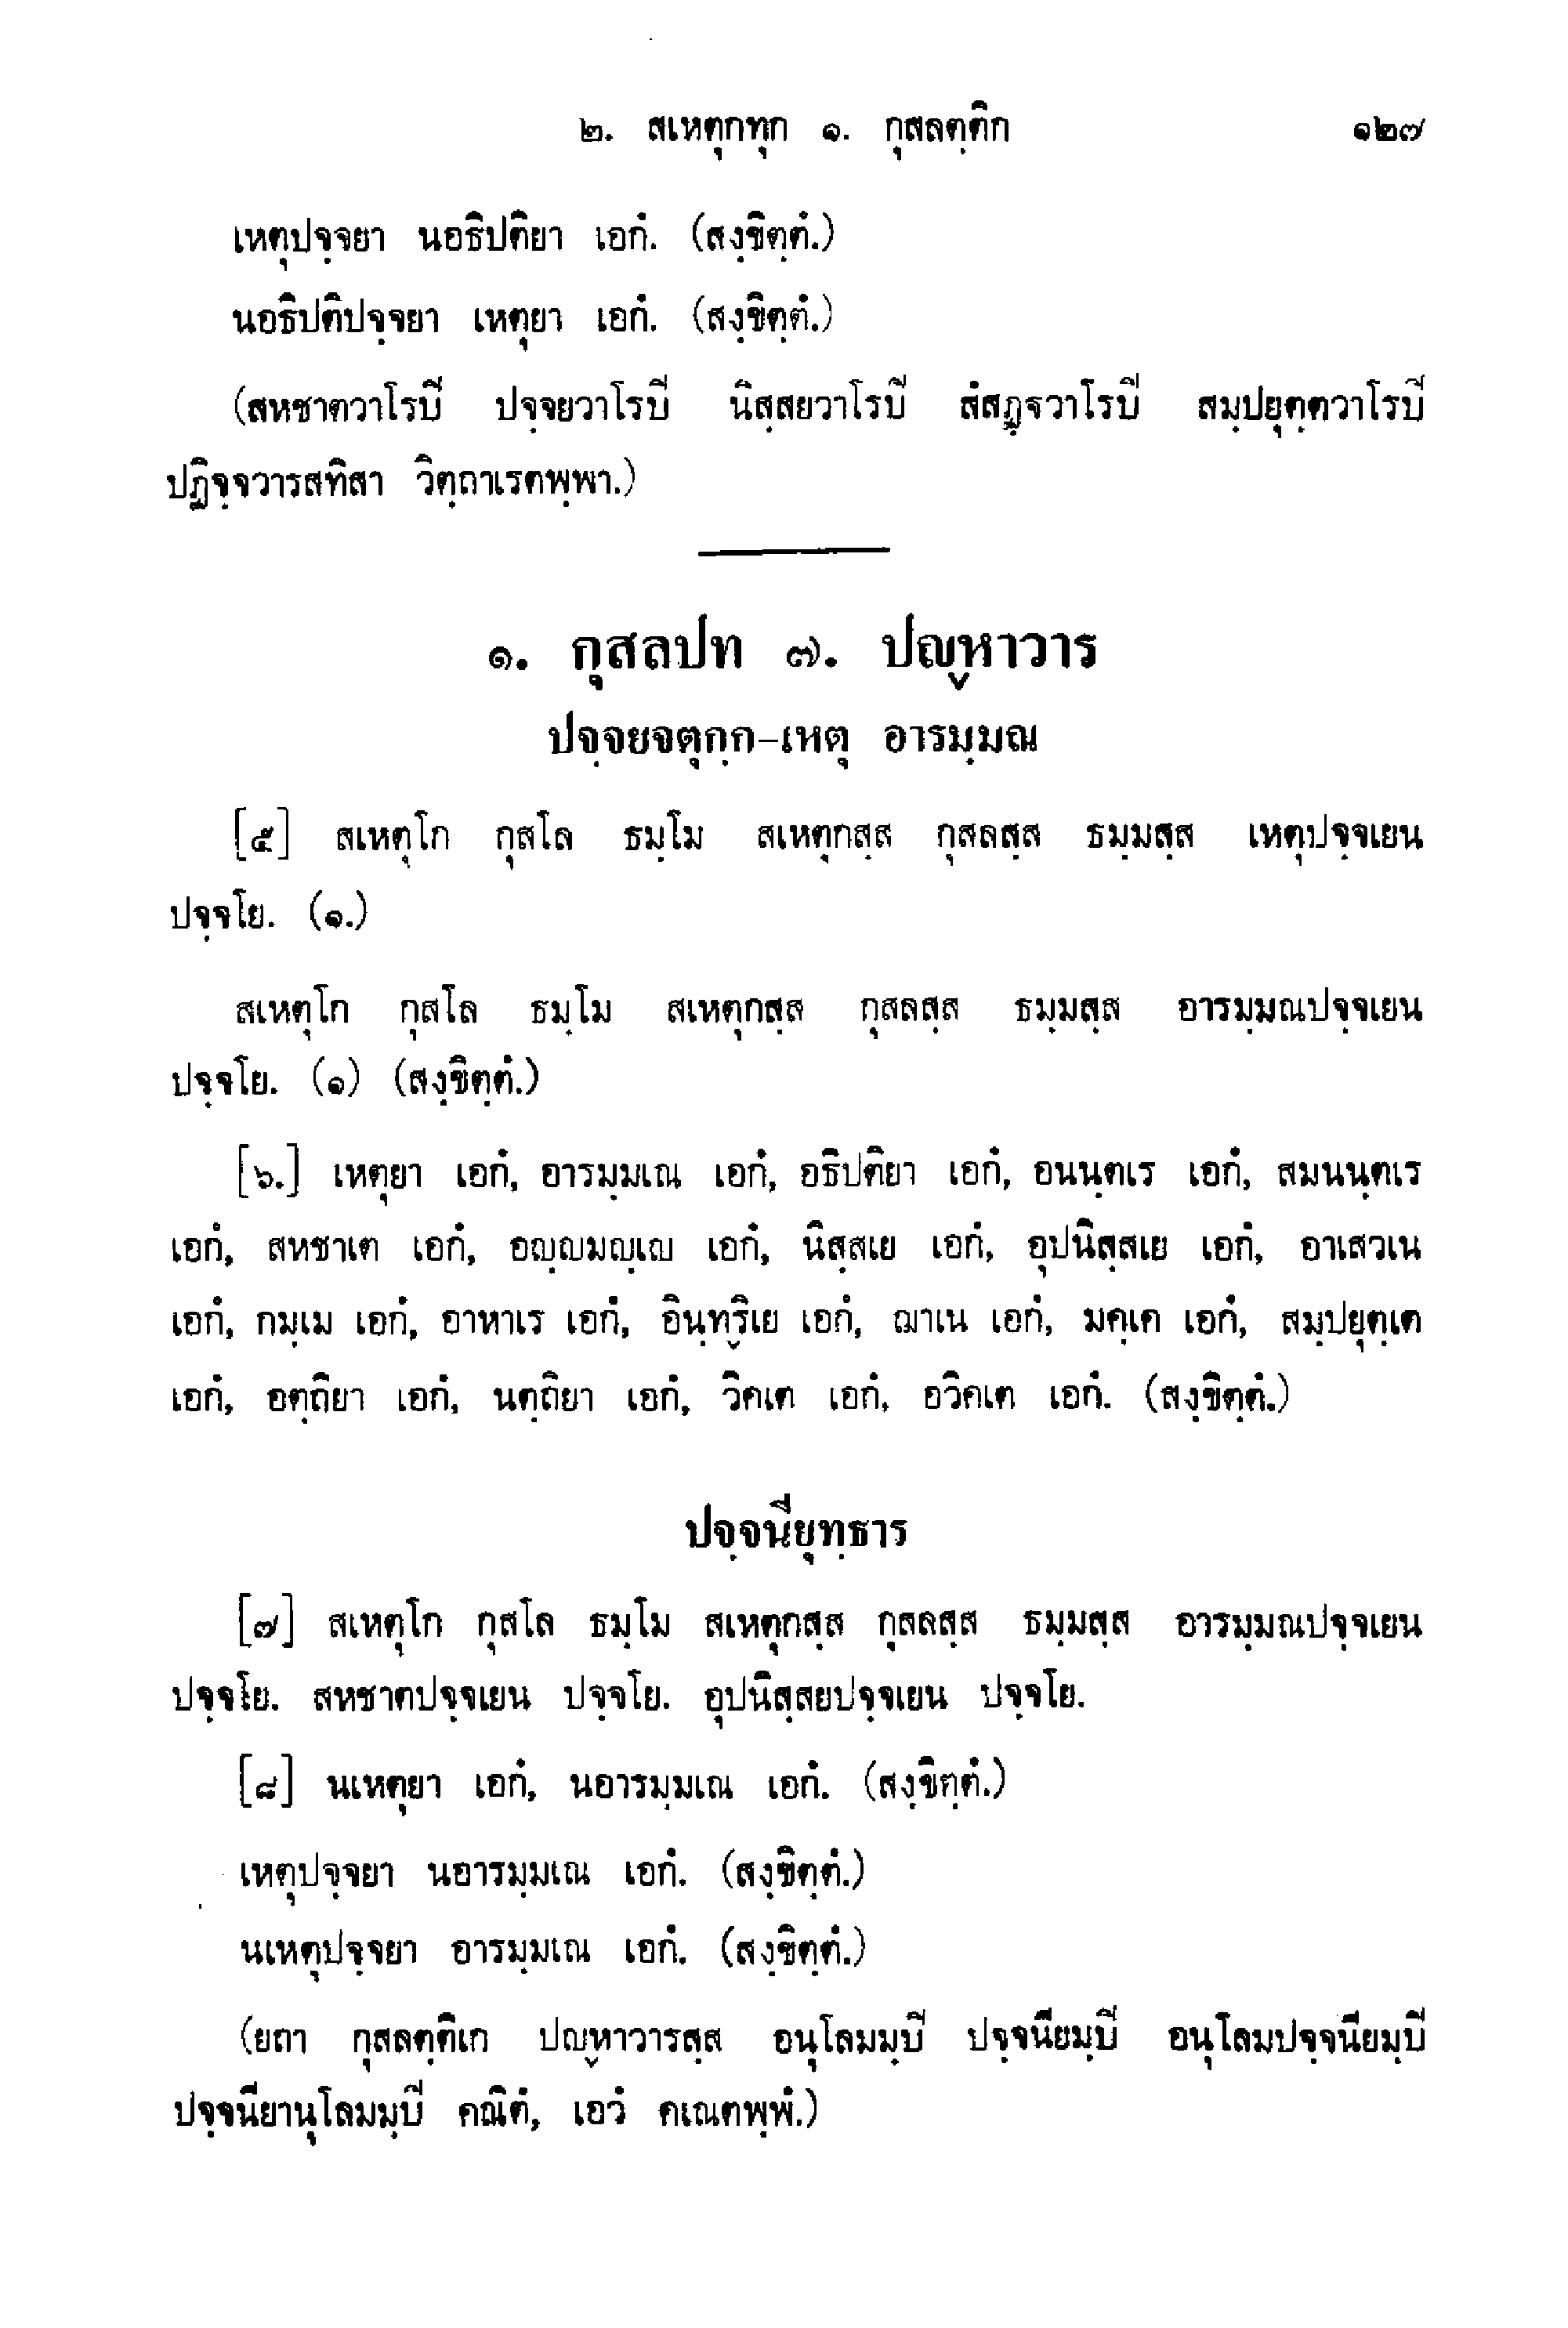 ๒. สเหตุกทุก ๑. กุสลตฺติก ๑๒๗
เหตุปจฺจยา นอธิปติยา เอกํ. (สงฺขิตฺตํ.)
นอธิปติปจฺจยา เหตุยา เอกํ. (สงฺขิตฺตํ.)
(สหชาตวาโรปิ ปจฺจยวาโรปิ นิสฺสยวาโรปิ สํสฏฺฐวาโรปิ สมฺปยุตฺตวาโรปิ
ปฏิจฺจวารสทิสา วิตฺถาเรตพฺพา.)
๑. กุสลปท ๗. ปญฺหาวาร
ปจฺจยจตุกฺก-เหตุ อารมฺมณ
[๕] สเหตุโก กุสโล ธมฺโม สเหตุกสฺส กุสลสฺส ธมฺมสฺส เหตุปจฺจเยน
ปจฺจโย. (๑.)
สเหตุโก กุสโล ธมฺโม สเหตุกสฺส กุสลสฺส ธมฺมสฺส อารมฺมณปจฺจเยน
ปจฺจโย. (๑) (สงฺขิตฺตํ.)
[๖.] เหตุยา เอกํ, อารมฺมเณ เอกํ, อธิปติยา เอกํ, อนนฺตเร เอกํ, สมนนฺตเร
เอกํ, สหชาเต เอกํ, อญฺญมญฺเญ เอกํ, นิสฺสเย เอกํ, อุปนิสฺสเย เอกํ, อาเสวเน
เอกํ, กมฺเม เอกํ, อาหาเร เอกํ, อินฺทฺริเย เอกํ, ฌาเน เอกํ, มคฺเค เอกํ, สมฺปยุตฺเต
เอกํ, อตฺถิยา เอกํ, นตฺถิยา เอกํ, วิคเต เอกํ, อวิคเต เอกํ. (สงฺขิตฺตํ.)
ปจฺจนียุทฺธาร
[๗] สเหตุโก กุสโล ธมฺโม สเหตุกสฺส กุสลสฺส ธมฺมสฺส อารมฺมณปจฺจเยน
ปจฺจโย. สหชาตปจฺจเยน ปจฺจโย. อุปนิสฺสยปจฺจเยน ปจฺจโย.
[๘] นเหตุยา เอกํ, นอารมฺมเณ เอกํ. (สงฺขิตฺตํ.)
เหตุปจฺจยา นอารมฺมเณ เอกํ. (สงฺขิตฺตํ.)
นเหตุปจฺจยา อารมฺมเณ เอกํ. (สงฺขิตฺตํ.)
(ยถา กุสลตฺติเก ปญฺหาวารสฺส อนุโลมมฺปิ ปจฺจนียมฺปิ อนุโลมปจฺจนียมฺปิ
ปจฺจนียานุโลมมฺปิ คณิตํ, เอวํ คเณตพฺพํ.)